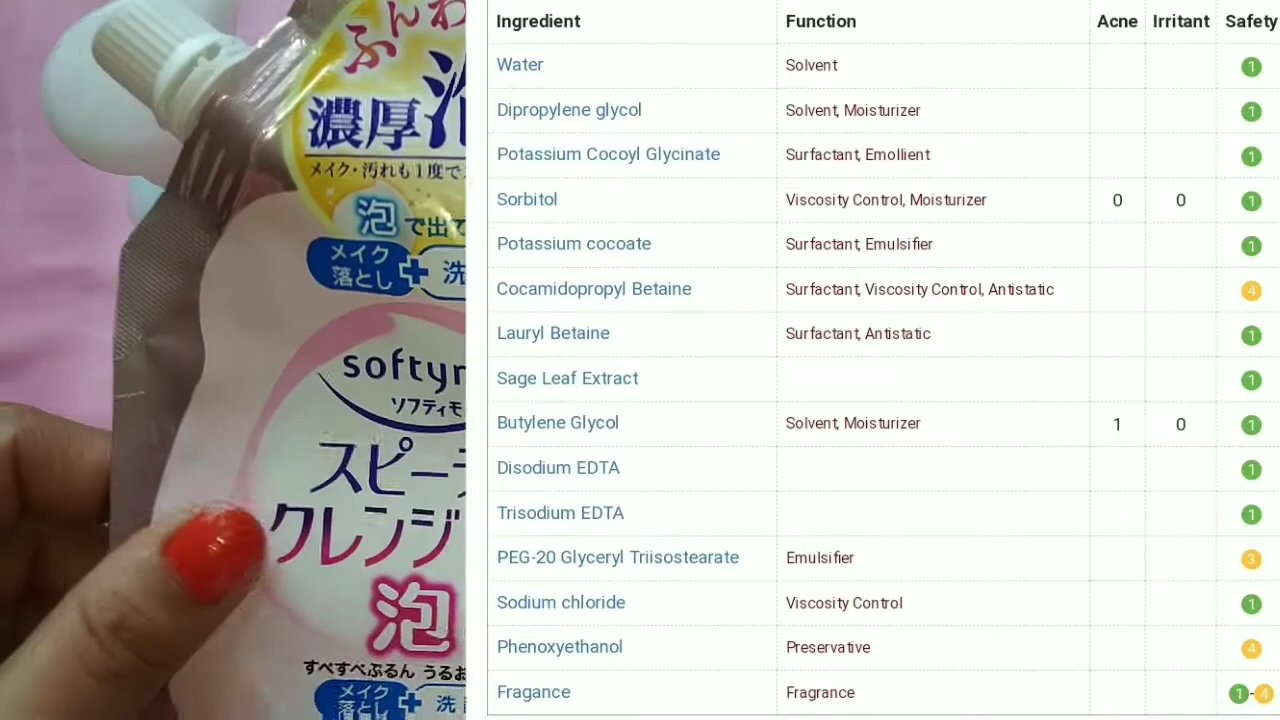 ふんわ
濃厚
メイク・汚れも1度で
泡で出て
メイク
落とし
+
洗
softym
ソフティモ
スピー
クレンジ
泡
すべすべぷるん うるお
メイク
落とし
+
洗
Ingredient Function Acne Irritant Safety
Water Solvent 1
Dipropylene glycol Solvent, Moisturizer 1
Potassium Cocoyl Glycinate Surfactant, Emollient 1
Sorbitol Viscosity Control, Moisturizer 0 0 1
Potassium cocoate Surfactant, Emulsifier 1
Cocamidopropyl Betaine Surfactant, Viscosity Control, Antistatic 4
Lauryl Betaine Surfactant, Antistatic 1
Sage Leaf Extract 1
Butylene Glycol Solvent, Moisturizer 1 0 1
Disodium EDTA 1
Trisodium EDTA 1
PEG-20 Glyceryl Triisostearate Emulsifier 3
Sodium chloride Viscosity Control 1
Phenoxyethanol Preservative 4
Fragance Fragrance 1-4